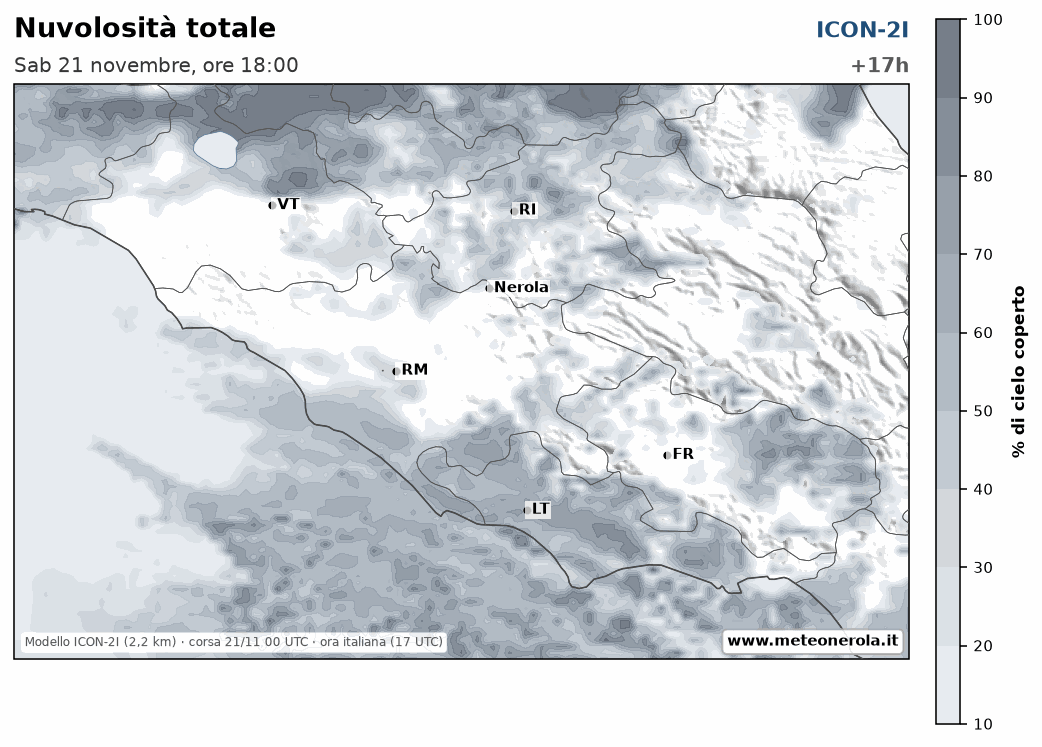 Nuvolosità totale
ICON-2I
Sab 21 novembre, ore 18:00
+17h
100
90
80
70
60
50
40
30
20
10
% di cielo coperto
VT
RI
Nerola
RM
FR
LT
Modello ICON-2I (2,2 km) · corsa 21/11 00 UTC · ora italiana (17 UTC)
www.meteonerola.it